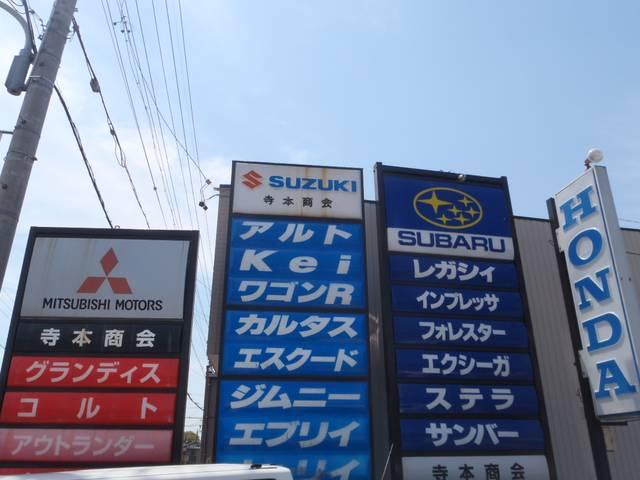 MITSUBISHI MOTORS
寺本商会
グランディス
コルト
アウトランダー
SUZUKI
寺本商会
アルト
Kei
ワゴンR
カルタス
エスクード
ジムニー
エブリイ
SUBARU
レガシィ
インプレッサ
フォレスター
エクシーガ
ステラ
サンバー
寺本商会
HONDA